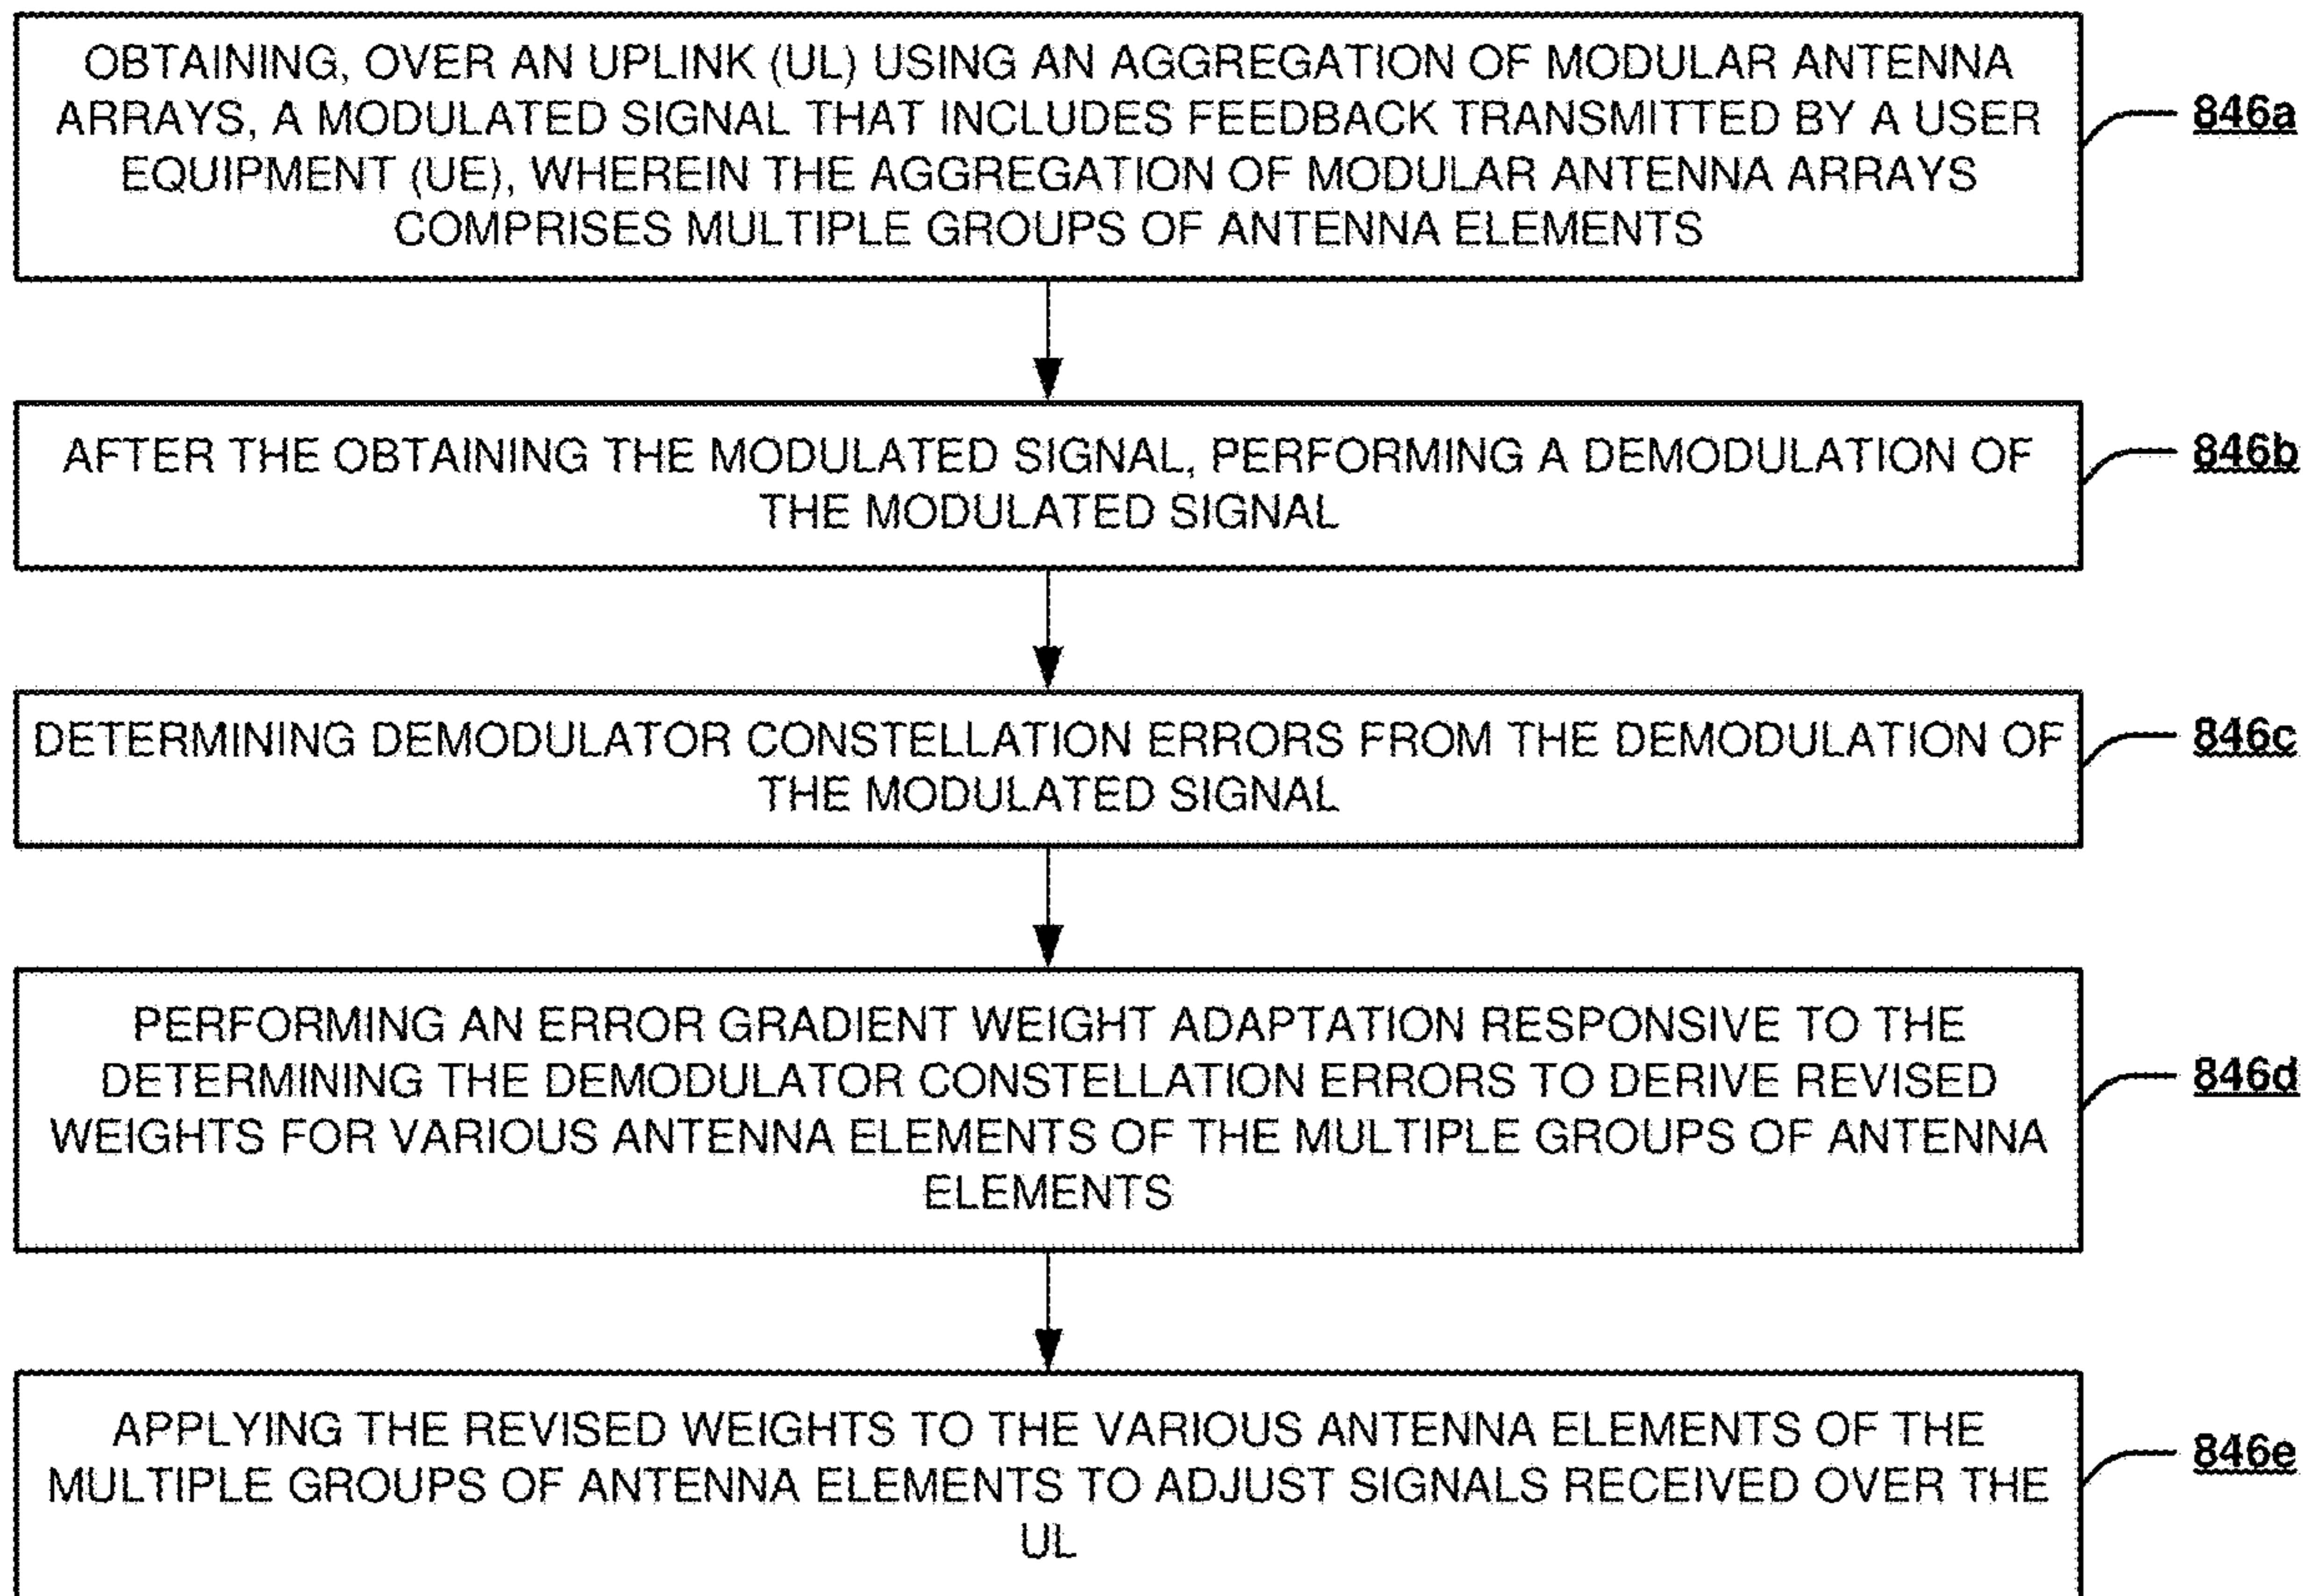 OBTAINING, OVER AN UPLINK (UL) USING AN AGGREGATION OF MODULAR ANTENNA
ARRAYS, A MODULATED SIGNAL THAT INCLUDES FEEDBACK TRANSMITTED BY A USER
EQUIPMENT (UE), WHEREIN THE AGGREGATION OF MODULAR ANTENNA ARRAYS
COMPRISES MULTIPLE GROUPS OF ANTENNA ELEMENTS
846a
AFTER THE OBTAINING THE MODULATED SIGNAL, PERFORMING A DEMODULATION OF
THE MODULATED SIGNAL
846b
DETERMINING DEMODULATOR CONSTELLATION ERRORS FROM THE DEMODULATION OF
THE MODULATED SIGNAL
846c
PERFORMING AN ERROR GRADIENT WEIGHT ADAPTATION RESPONSIVE TO THE
DETERMINING THE DEMODULATOR CONSTELLATION ERRORS TO DERIVE REVISED
WEIGHTS FOR VARIOUS ANTENNA ELEMENTS OF THE MULTIPLE GROUPS OF ANTENNA
ELEMENTS
846d
APPLYING THE REVISED WEIGHTS TO THE VARIOUS ANTENNA ELEMENTS OF THE
MULTIPLE GROUPS OF ANTENNA ELEMENTS TO ADJUST SIGNALS RECEIVED OVER THE
UL
846e